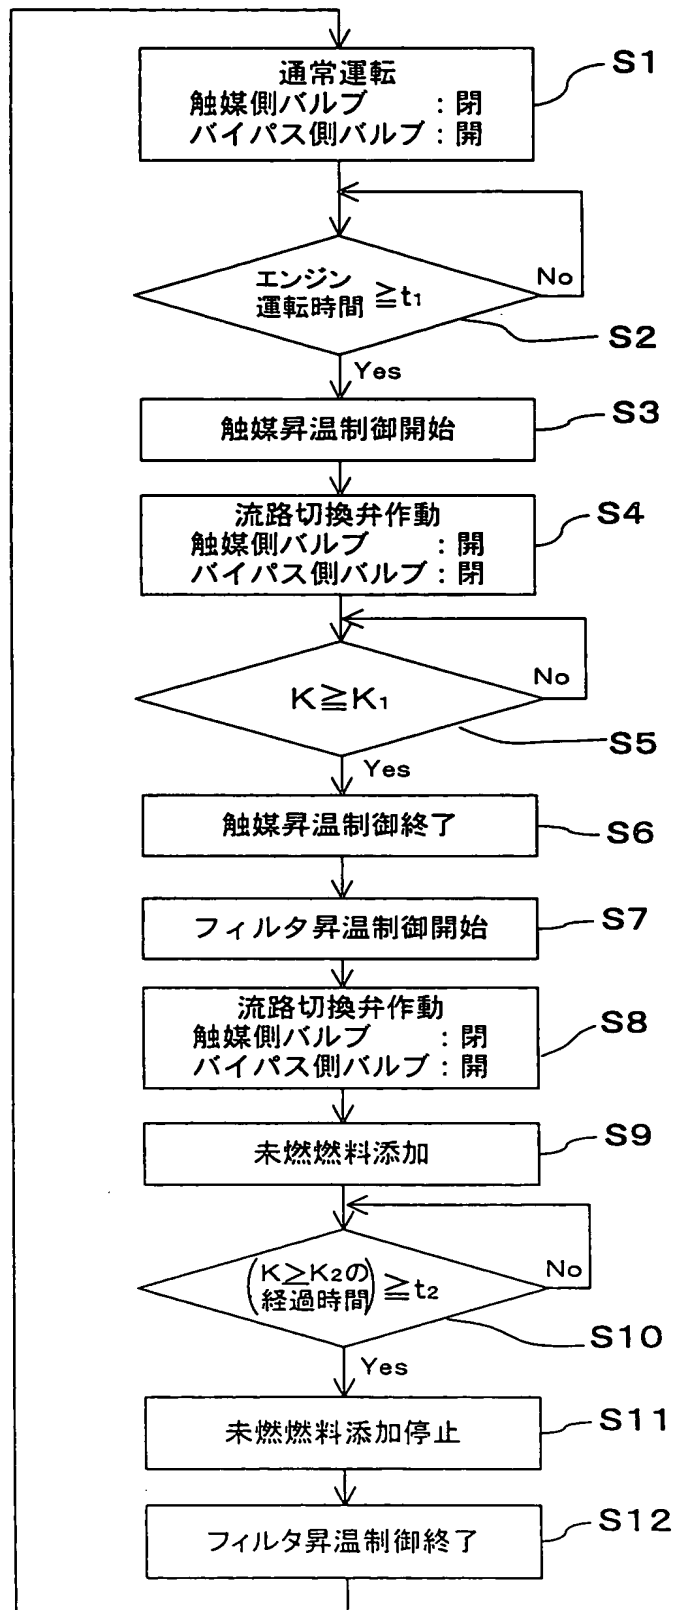 通常運転
触媒側バルブ :閉
バイパス側バルブ:開
S1
エンジン
運転時間 ≧t1
No
S2
Yes
触媒昇温制御開始
S3
流路切換弁作動
触媒側バルブ :開
バイパス側バルブ:閉
S4
K≧K1
No
S5
Yes
触媒昇温制御終了
S6
フィルタ昇温制御開始
S7
流路切換弁作動
触媒側バルブ :閉
バイパス側バルブ:開
S8
未燃燃料添加
S9
(K≥K2の
経過時間) ≧t2
No
S10
Yes
未燃燃料添加停止
S11
フィルタ昇温制御終了
S12